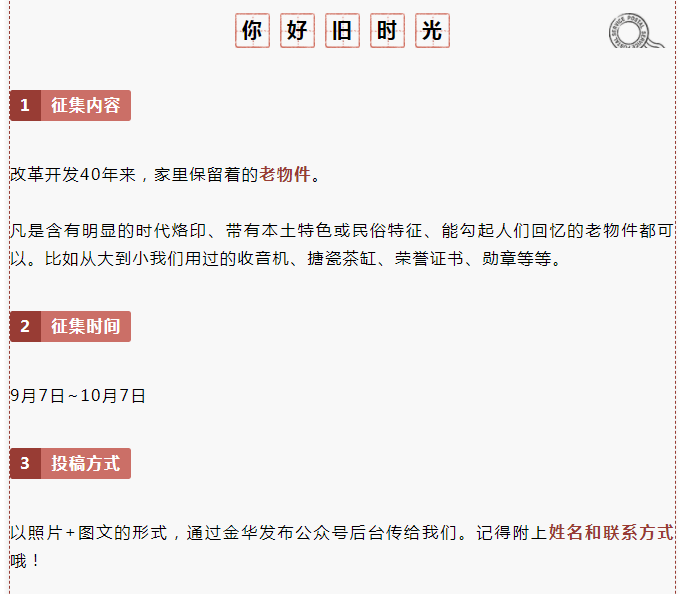 你好旧时光
1 征集内容
改革开发40年来，家里保留着的老物件。
凡是含有明显的时代烙印、带有本土特色或民俗特征、能勾起人们回忆的老物件都可
以。比如从大到小我们用过的收音机、搪瓷茶缸、荣誉证书、勋章等等。
2 征集时间
9月7日~10月7日
3 投稿方式
以照片+图文的形式，通过金华发布公众号后台传给我们。记得附上姓名和联系方式
哦！